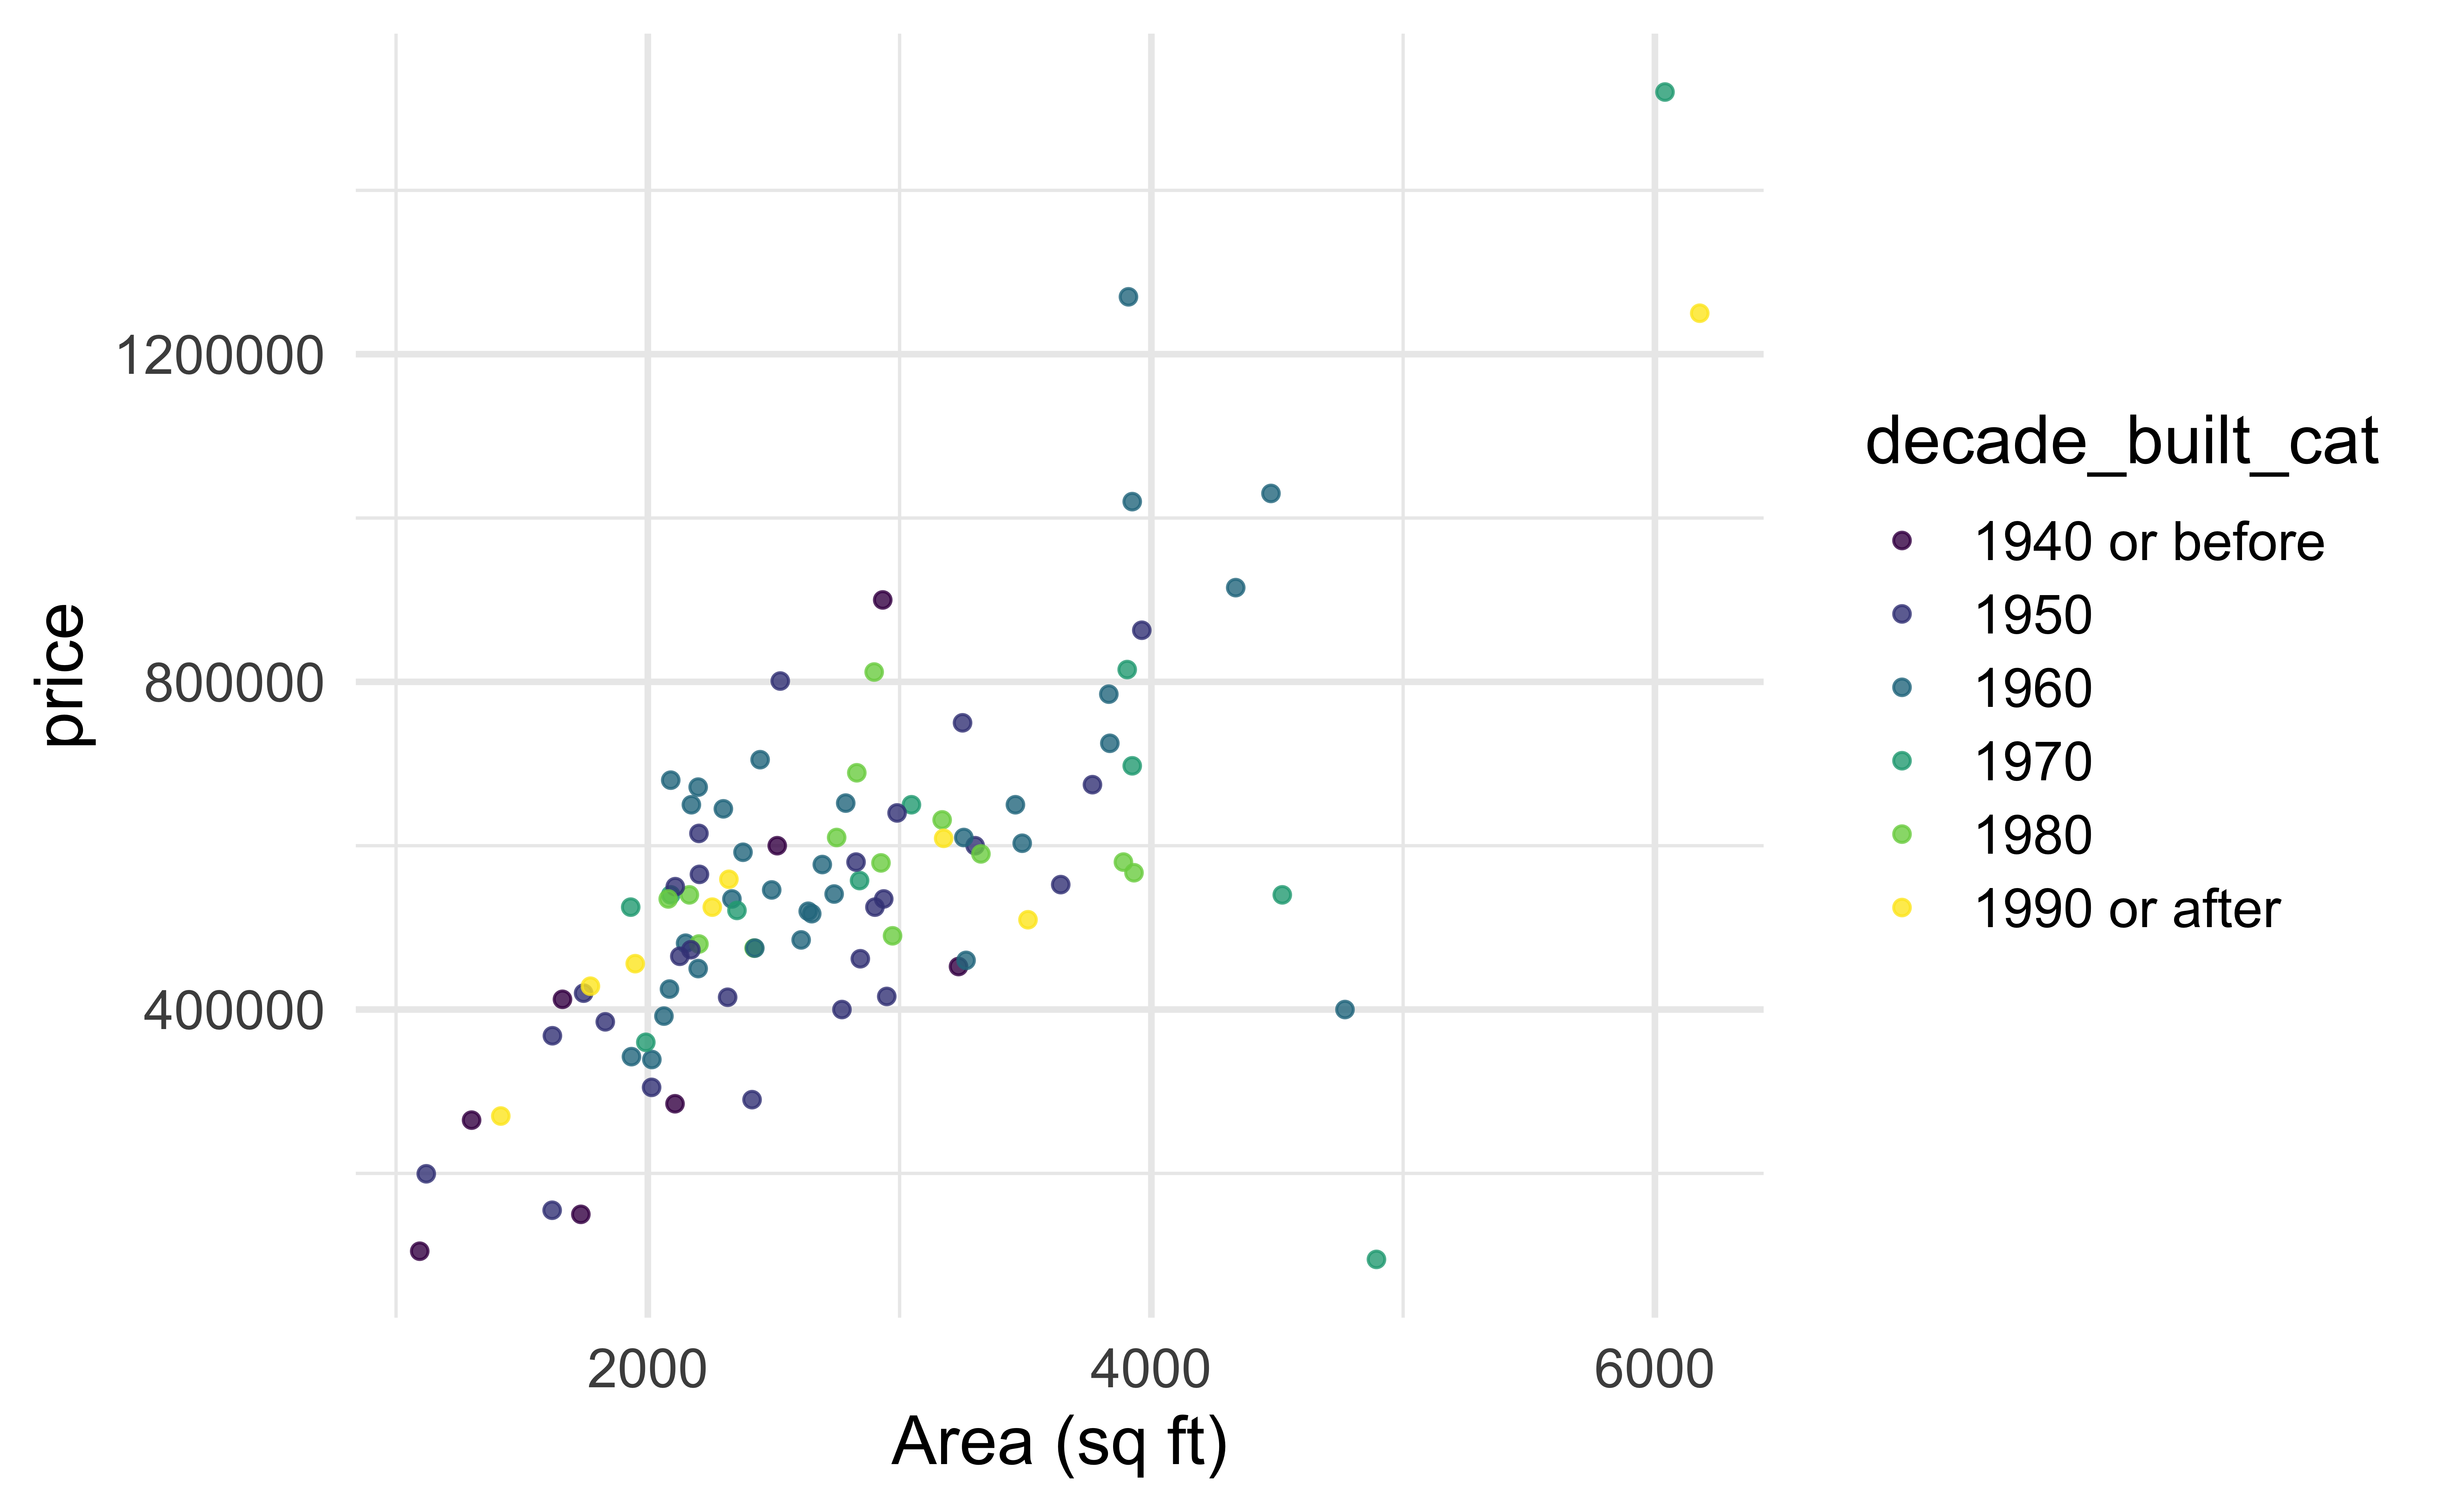 price
1200000
800000
400000
2000 4000 6000
Area (sq ft)
decade_built_cat
1940 or before
1950
1960
1970
1980
1990 or after